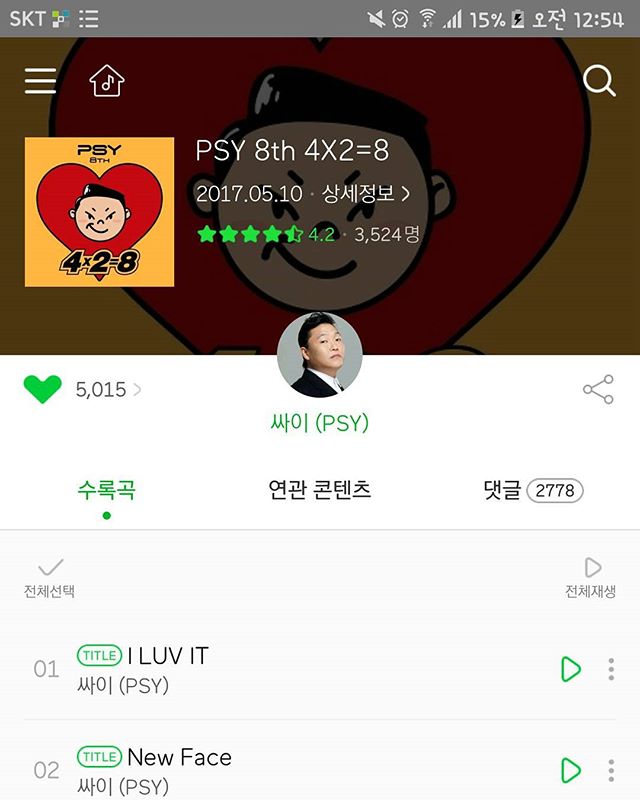 SKT 15% 오전 12:54
PSY
8TH
4X2=8
PSY 8th 4X2=8
2017.05.10 · 상세정보 >
4.2 · 3,524명
5,015 >
싸이 (PSY)
수록곡 연관 콘텐츠 댓글 2778
전체선택 전체재생
01 TITLE I LUV IT
싸이 (PSY)
02 TITLE New Face
싸이 (PSY)